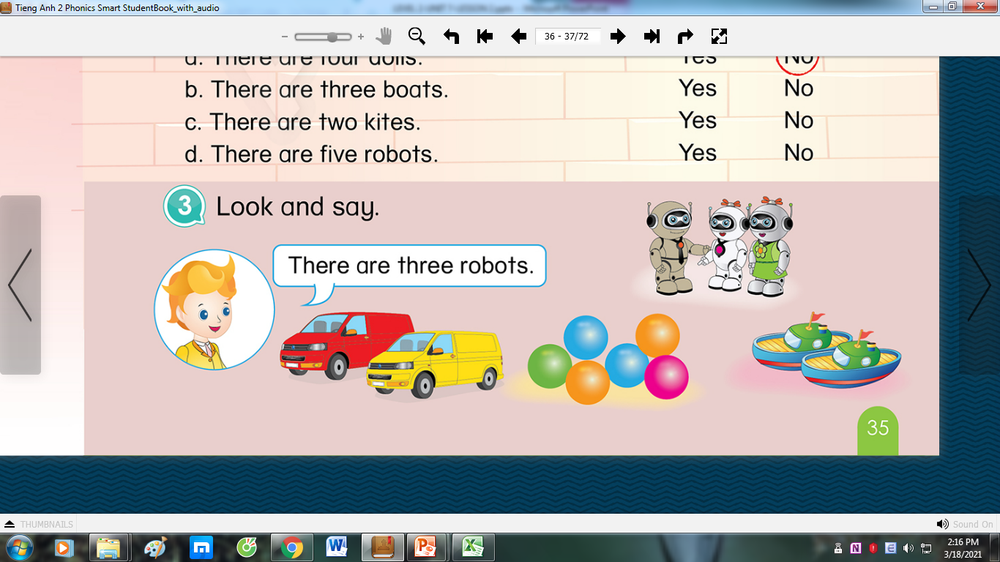 Tieng Anh 2 Phonics Smart StudentBook_with_audio
36 - 37/72
a. There are four dolls. Yes No
b. There are three boats. Yes No
c. There are two kites. Yes No
d. There are five robots. Yes No
3 Look and say.
There are three robots.
35
THUMBNAILS
Sound On
2:16 PM
3/18/2021